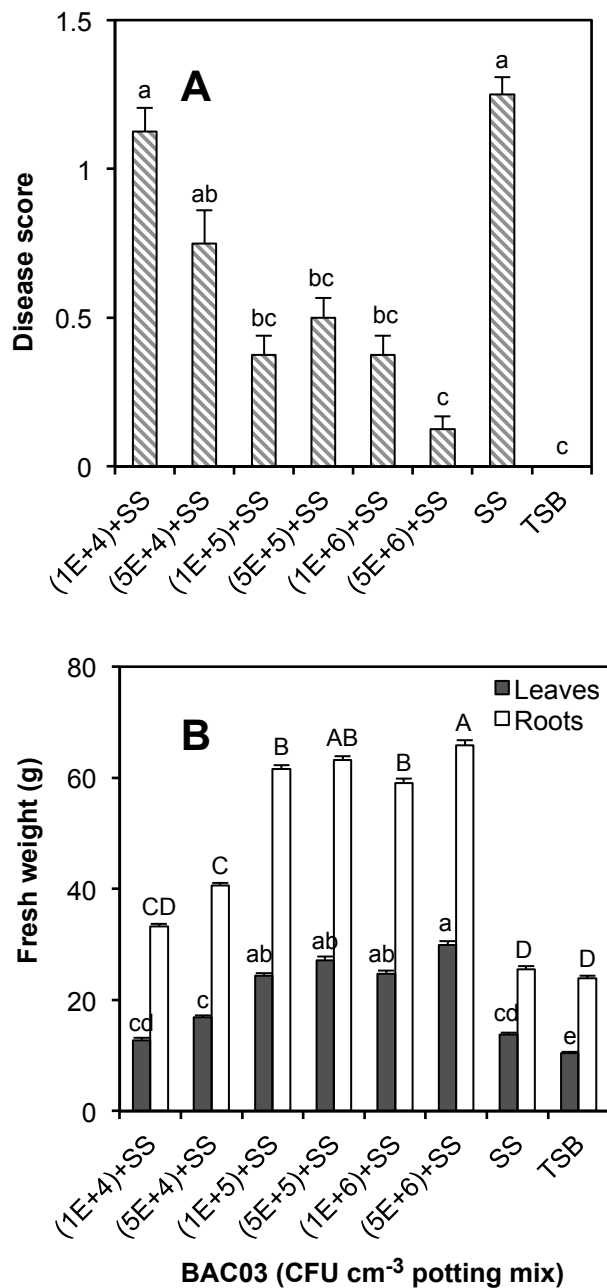 1.5
A
a
a
1
ab
Disease score
bc
0.5
bc
bc
c
c
0
(1E+4)+SS
(5E+4)+SS
(1E+5)+SS
(5E+5)+SS
(1E+6)+SS
(5E+6)+SS
SS
TSB
80
Leaves
Roots
B
A
AB
B
B
60
Fresh weight (g)
C
40
CD
a
ab
ab
ab
D
D
20
c
cd
cd
e
0
(1E+4)+SS
(5E+4)+SS
(1E+5)+SS
(5E+5)+SS
(1E+6)+SS
(5E+6)+SS
SS
TSB
BAC03 (CFU cm⁻³ potting mix)